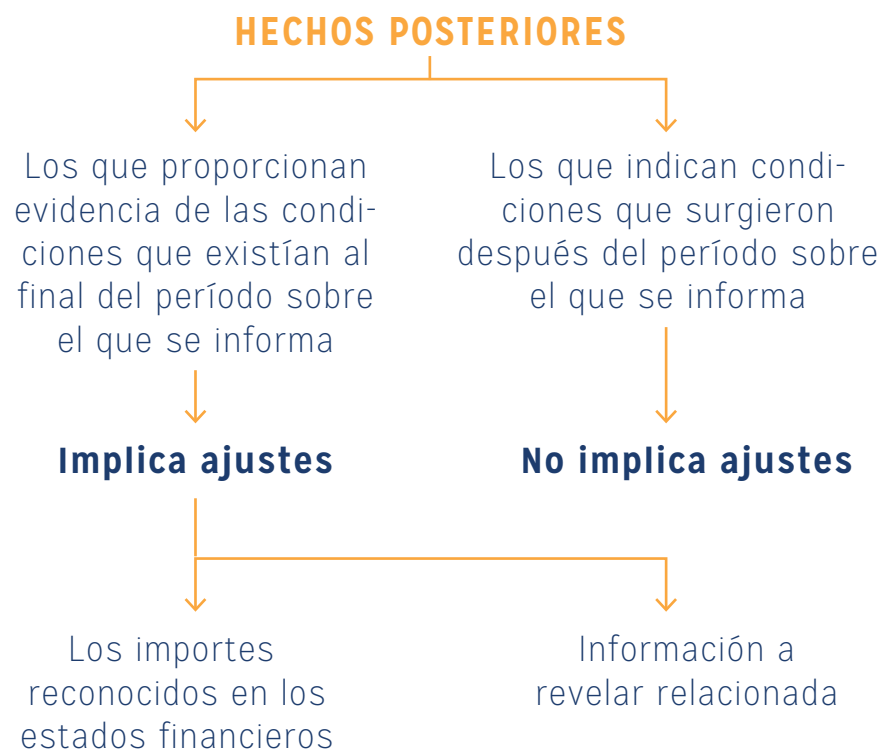 HECHOS POSTERIORES
Los que proporcionan
evidencia de las condi-
ciones que existían al
final del período sobre
el que se informa
Los que indican condi-
ciones que surgieron
después del período sobre
el que se informa
Implica ajustes
No implica ajustes
Los importes
reconocidos en los
estados financieros
Información a
revelar relacionada